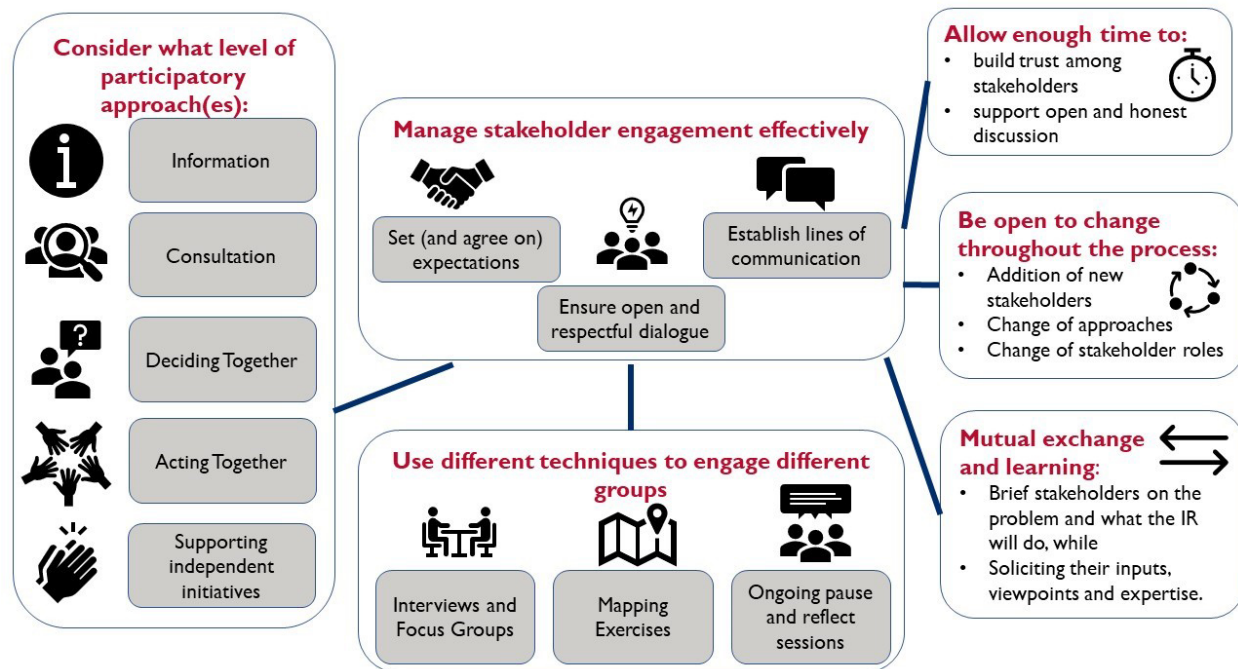 Consider what level of
participatory
approach(es):
Information
Consultation
?
Deciding Together
Acting Together
Supporting
independent
initiatives
Manage stakeholder engagement effectively
Set (and agree on)
expectations
Ensure open and
respectful dialogue
Establish lines of
communication
Use different techniques to engage different
groups
Interviews and
Focus Groups
Mapping
Exercises
Ongoing pause
and reflect
sessions
Allow enough time to:
• build trust among
stakeholders
• support open and honest
discussion
Be open to change
throughout the process:
• Addition of new
stakeholders
• Change of approaches
• Change of stakeholder roles
Mutual exchange
and learning:
• Brief stakeholders on the
problem and what the IR
will do, while
• Soliciting their inputs,
viewpoints and expertise.